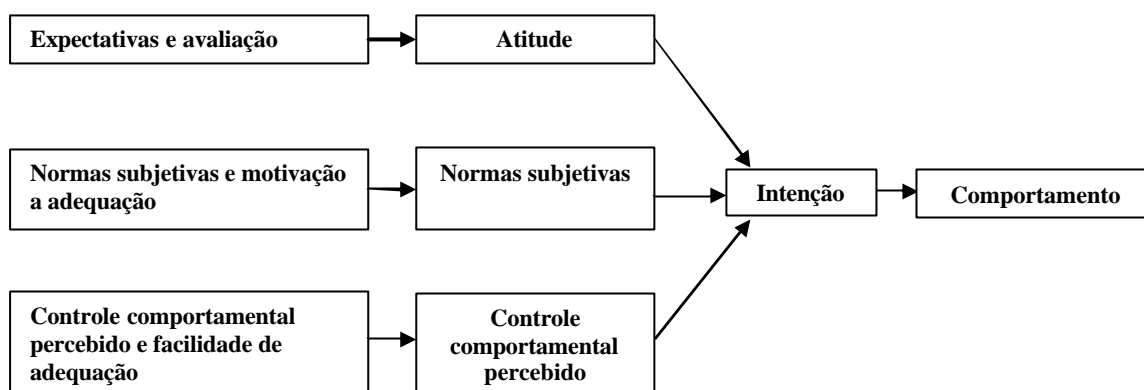 Expectativas e avaliação
Atitude
Normas subjetivas e motivação
a adequação
Normas subjetivas
Intenção
Comportamento
Controle comportamental
percebido e facilidade de
adequação
Controle
comportamental
percebido